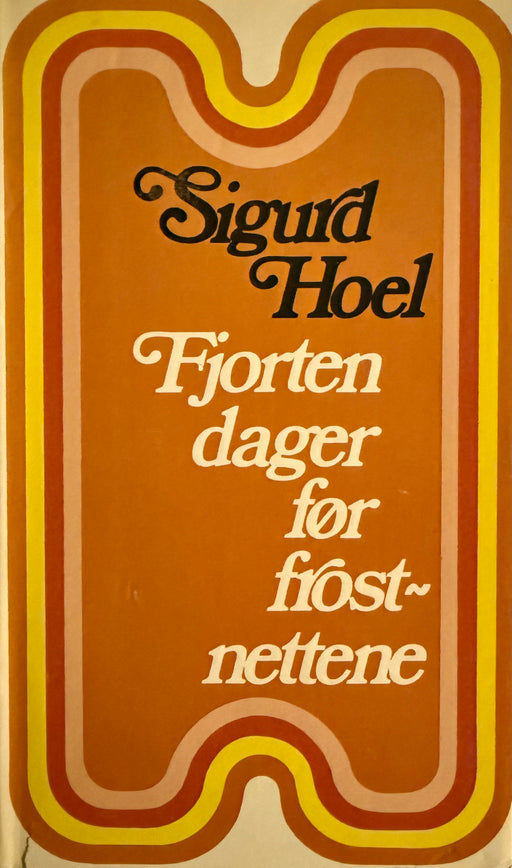 Sigurd
Hoel
Fjorten
dager
før
frost~
nettene